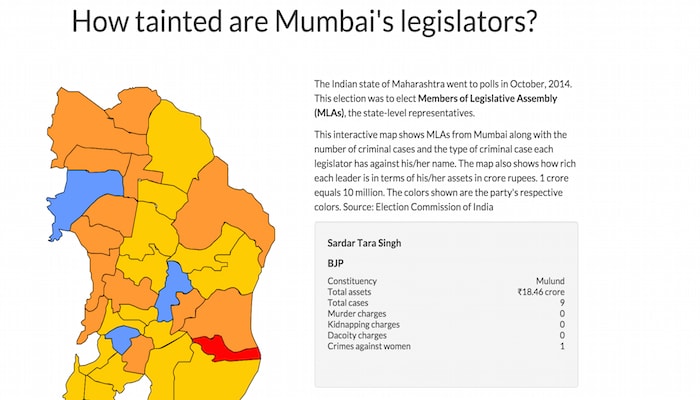 How tainted are Mumbai's legislators?
The Indian state of Maharashtra went to polls in October, 2014.
This election was to elect Members of Legislative Assembly
(MLAs), the state-level representatives.
This interactive map shows MLAs from Mumbai along with the
number of criminal cases and the type of criminal case each
legislator has against his/her name. The map also shows how rich
each leader is in terms of his/her assets in crore rupees. 1 crore
equals 10 million. The colors shown are the party's respective
colors. Source: Election Commission of India
Sardar Tara Singh
BJP
Constituency Mulund
Total assets ₹18.46 crore
Total cases 9
Murder charges 0
Kidnapping charges 0
Dacoity charges 0
Crimes against women 1